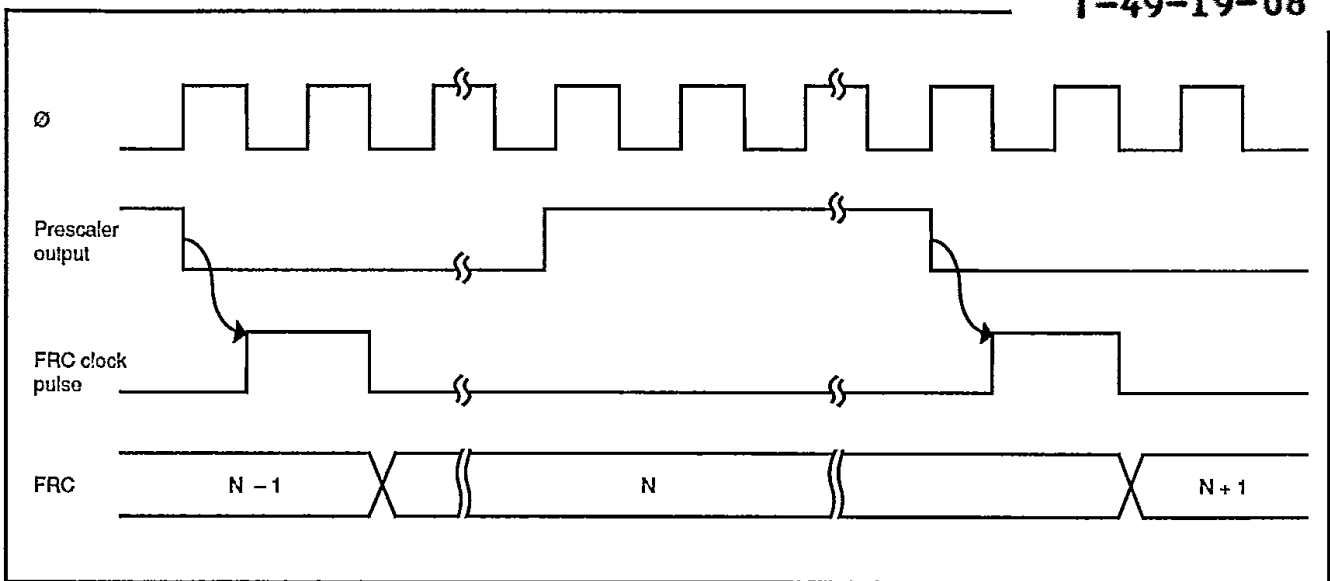 T-49-19-08
Ø
Prescaler
output
FRC clock
pulse
FRC
N – 1
N
N + 1